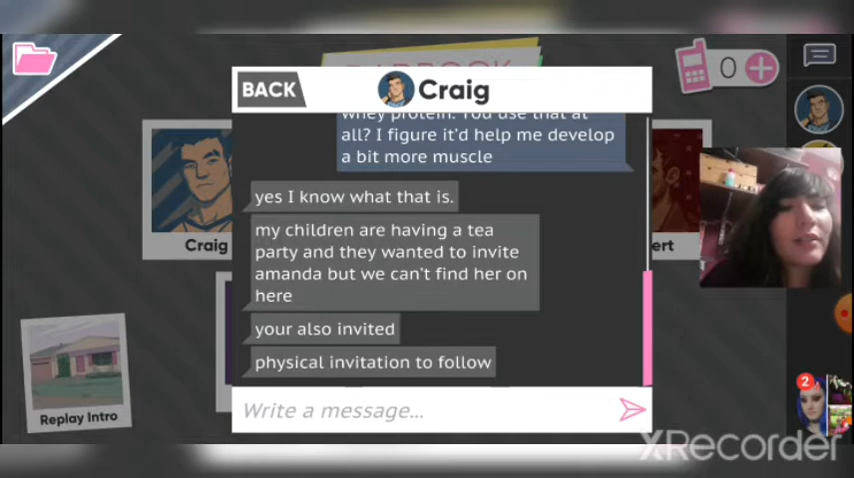 BACK
Craig
0
whey protein. You use that at
all? I figure it'd help me develop
a bit more muscle
yes I know what that is.
my children are having a tea
party and they wanted to invite
amanda but we can't find her on
here
your also invited
physical invitation to follow
Write a message...
Craig
ert
Replay Intro
2
XRecorder